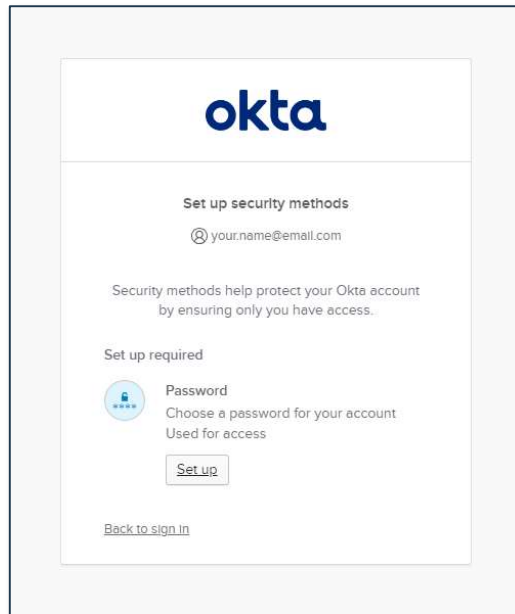 okta
Set up security methods
your.name@email.com
Security methods help protect your Okta account
by ensuring only you have access.
Set up required
Password
Choose a password for your account
Used for access
Set up
Back to sign in